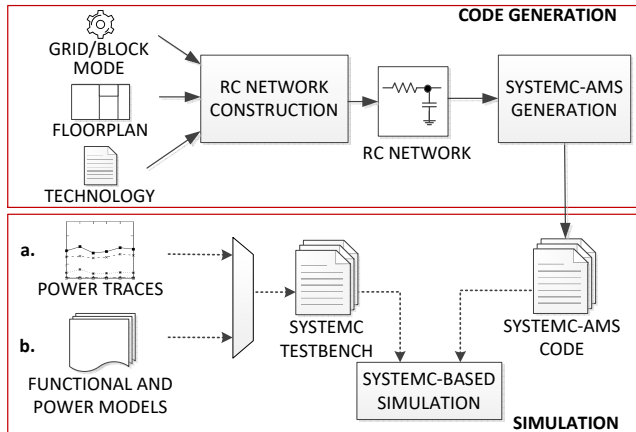 CODE GENERATION
GRID/BLOCK
MODE
FLOORPLAN
TECHNOLOGY
RC NETWORK
CONSTRUCTION
RC NETWORK
SYSTEMC-AMS
GENERATION
a.
POWER TRACES
b.
FUNCTIONAL AND
POWER MODELS
SYSTEMC
TESTBENCH
SYSTEMC-AMS
CODE
SYSTEMC-BASED
SIMULATION
SIMULATION